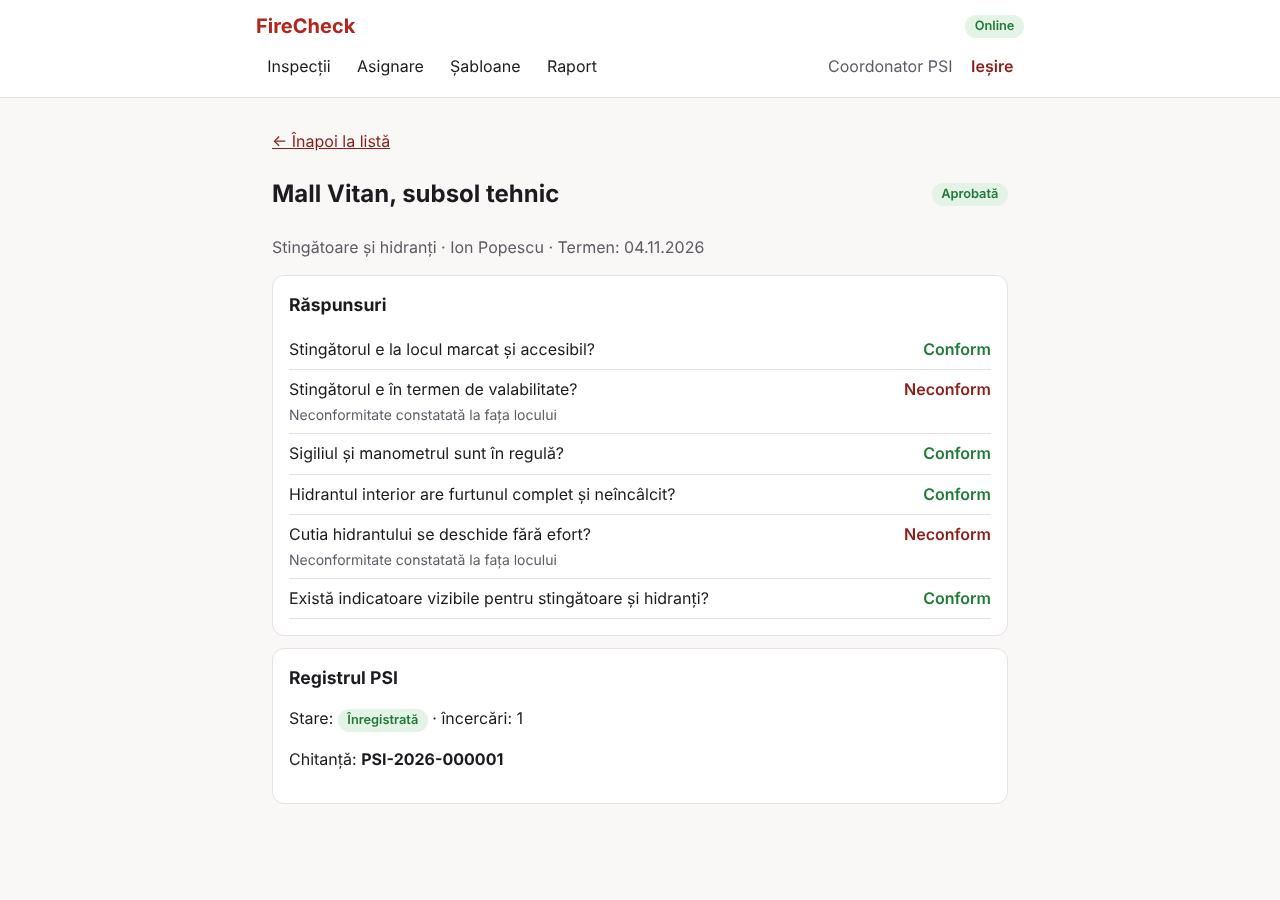 FireCheck
Online
Inspecții
Asignare
Șabloane
Raport
Coordonator PSI
Ieșire
← Înapoi la listă
Mall Vitan, subsol tehnic
Aprobată
Stingătoare și hidranți · Ion Popescu · Termen: 04.11.2026
Răspunsuri
Stingătorul e la locul marcat și accesibil?
Conform
Stingătorul e în termen de valabilitate?
Neconform
Neconformitate constatată la fața locului
Sigiliul și manometrul sunt în regulă?
Conform
Hidrantul interior are furtunul complet și neîncâlcit?
Conform
Cutia hidrantului se deschide fără efort?
Neconform
Neconformitate constatată la fața locului
Există indicatoare vizibile pentru stingătoare și hidranți?
Conform
Registrul PSI
Stare: Înregistrată · încercări: 1
Chitanță: PSI-2026-000001